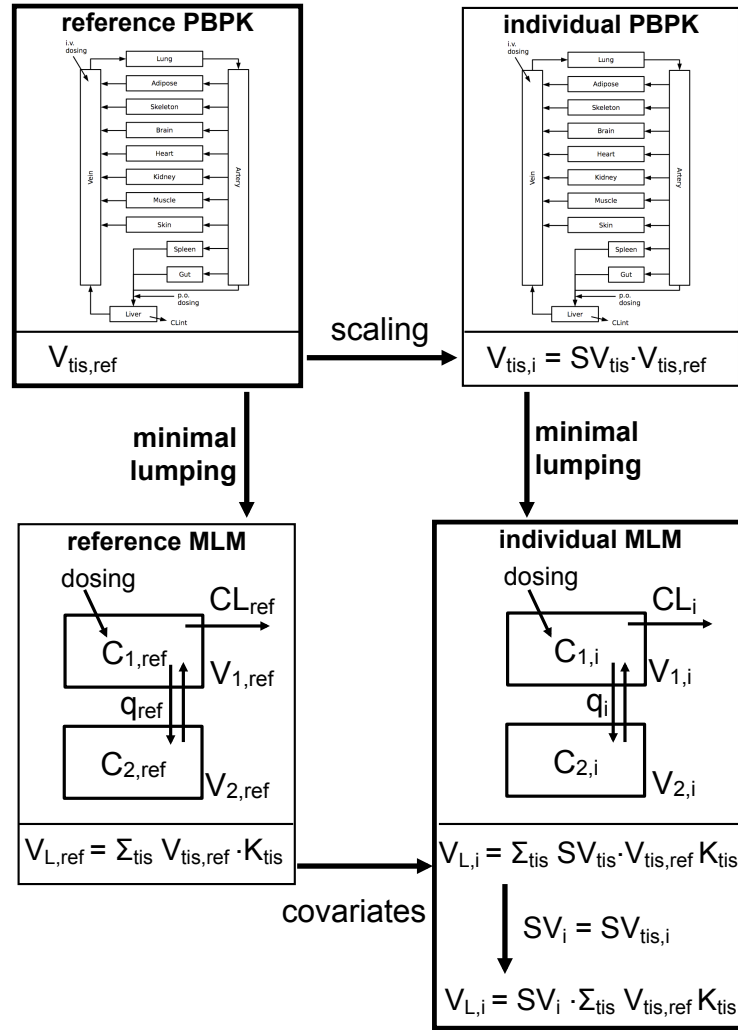 reference PBPK
i.v.
dosing
Lung
Adipose
Skeleton
Brain
Heart
Kidney
Muscle
Skin
Spleen
Gut
Liver
Vein
Artery
p.o.
dosing
CLint
V_tis,ref
scaling
individual PBPK
i.v.
dosing
Lung
Adipose
Skeleton
Brain
Heart
Kidney
Muscle
Skin
Spleen
Gut
Liver
Vein
Artery
p.o.
dosing
CLint
V_tis,i = SV_tis·V_tis,ref
minimal
lumping
minimal
lumping
reference MLM
dosing
CL_ref
C_1,ref
V_1,ref
q_ref
C_2,ref
V_2,ref
V_L,ref = Σ_tis V_tis,ref ·K_tis
covariates
individual MLM
dosing
CL_i
C_1,i
V_1,i
q_i
C_2,i
V_2,i
V_L,i = Σ_tis SV_tis·V_tis,ref K_tis
SV_i = SV_tis,i
V_L,i = SV_i ·Σ_tis V_tis,ref K_tis